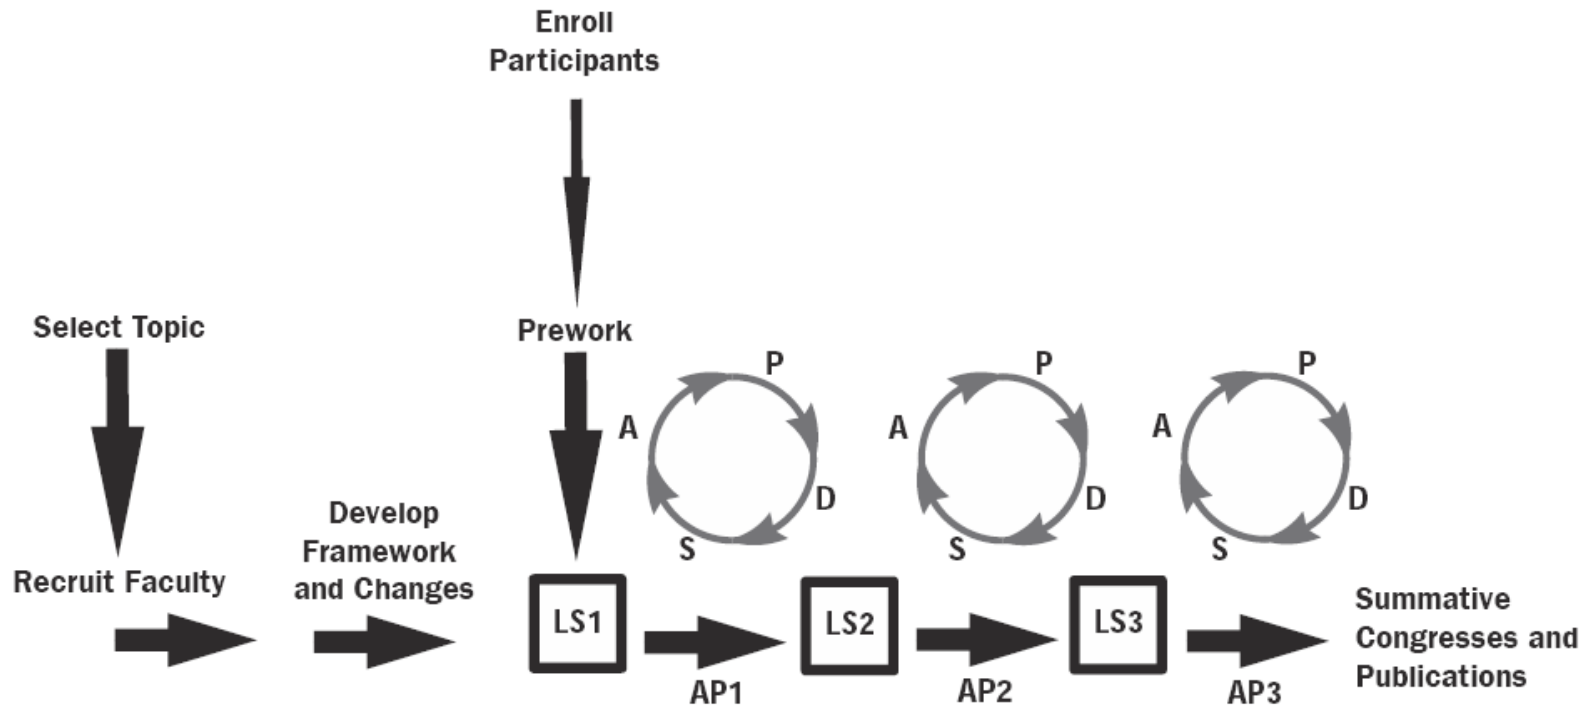 Enroll
Participants
Select Topic
Prework
P
A
D
S
P
A
D
S
P
A
D
S
Recruit Faculty
Develop
Framework
and Changes
LS1
AP1
LS2
AP2
LS3
AP3
Summative
Congresses and
Publications